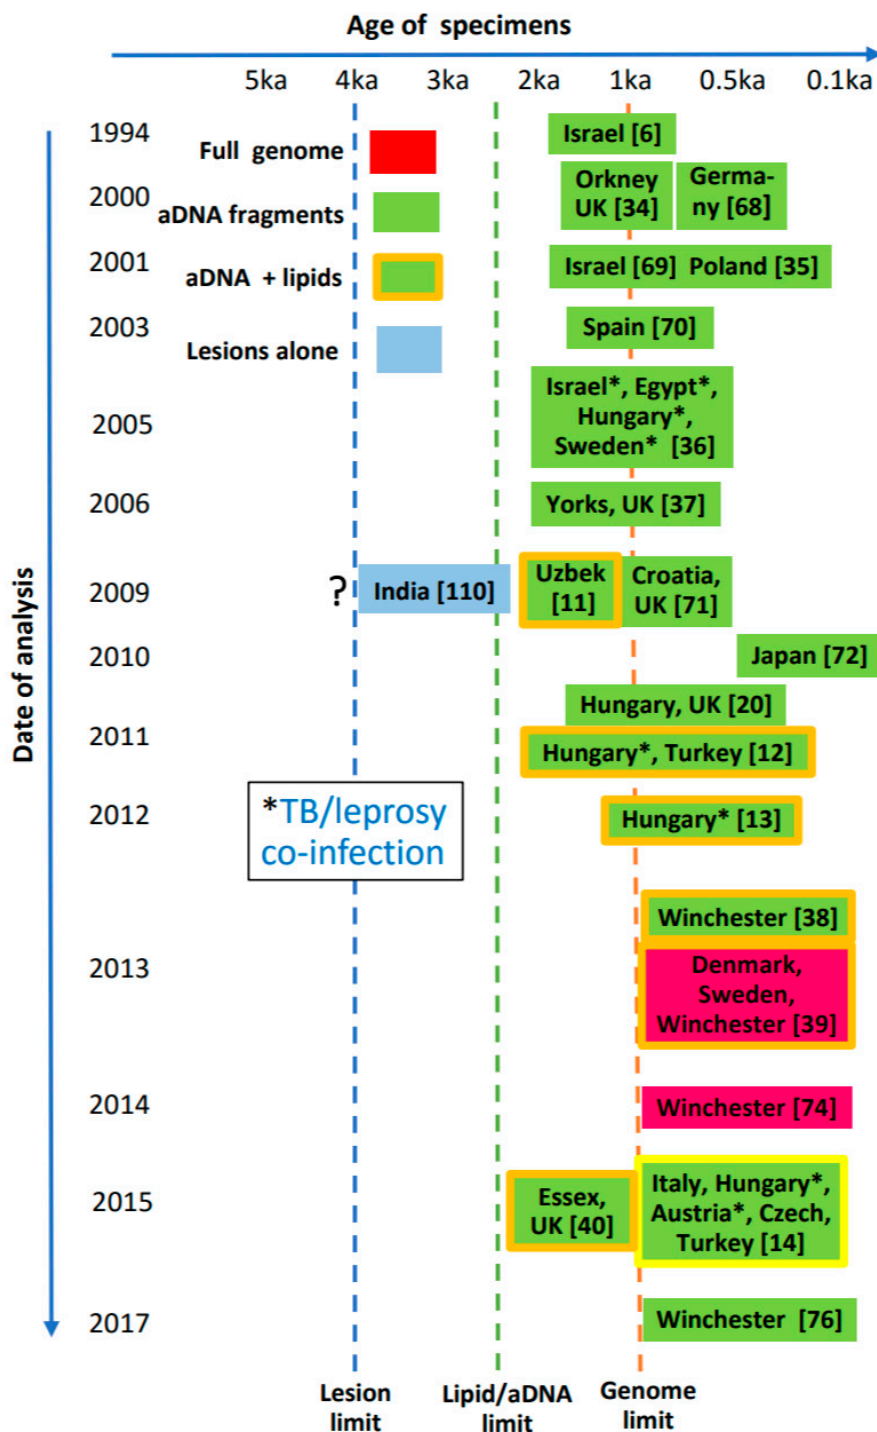 Age of specimens
5ka 4ka 3ka 2ka 1ka 0.5ka 0.1ka
Date of analysis
1994
2000
2001
2003
2005
2006
2009
2010
2011
2012
2013
2014
2015
2017
Full genome
aDNA fragments
aDNA + lipids
Lesions alone
Israel [6]
Orkney
UK [34]
Germa-
ny [68]
Israel [69] Poland [35]
Spain [70]
Israel*, Egypt*,
Hungary*,
Sweden* [36]
Yorks, UK [37]
?
India [110]
Uzbek
[11]
Croatia,
UK [71]
Japan [72]
Hungary, UK [20]
Hungary*, Turkey [12]
*TB/leprosy
co-infection
Hungary* [13]
Winchester [38]
Denmark,
Sweden,
Winchester [39]
Winchester [74]
Essex,
UK [40]
Italy, Hungary*,
Austria*, Czech,
Turkey [14]
Winchester [76]
Lesion
limit
Lipid/aDNA
limit
Genome
limit